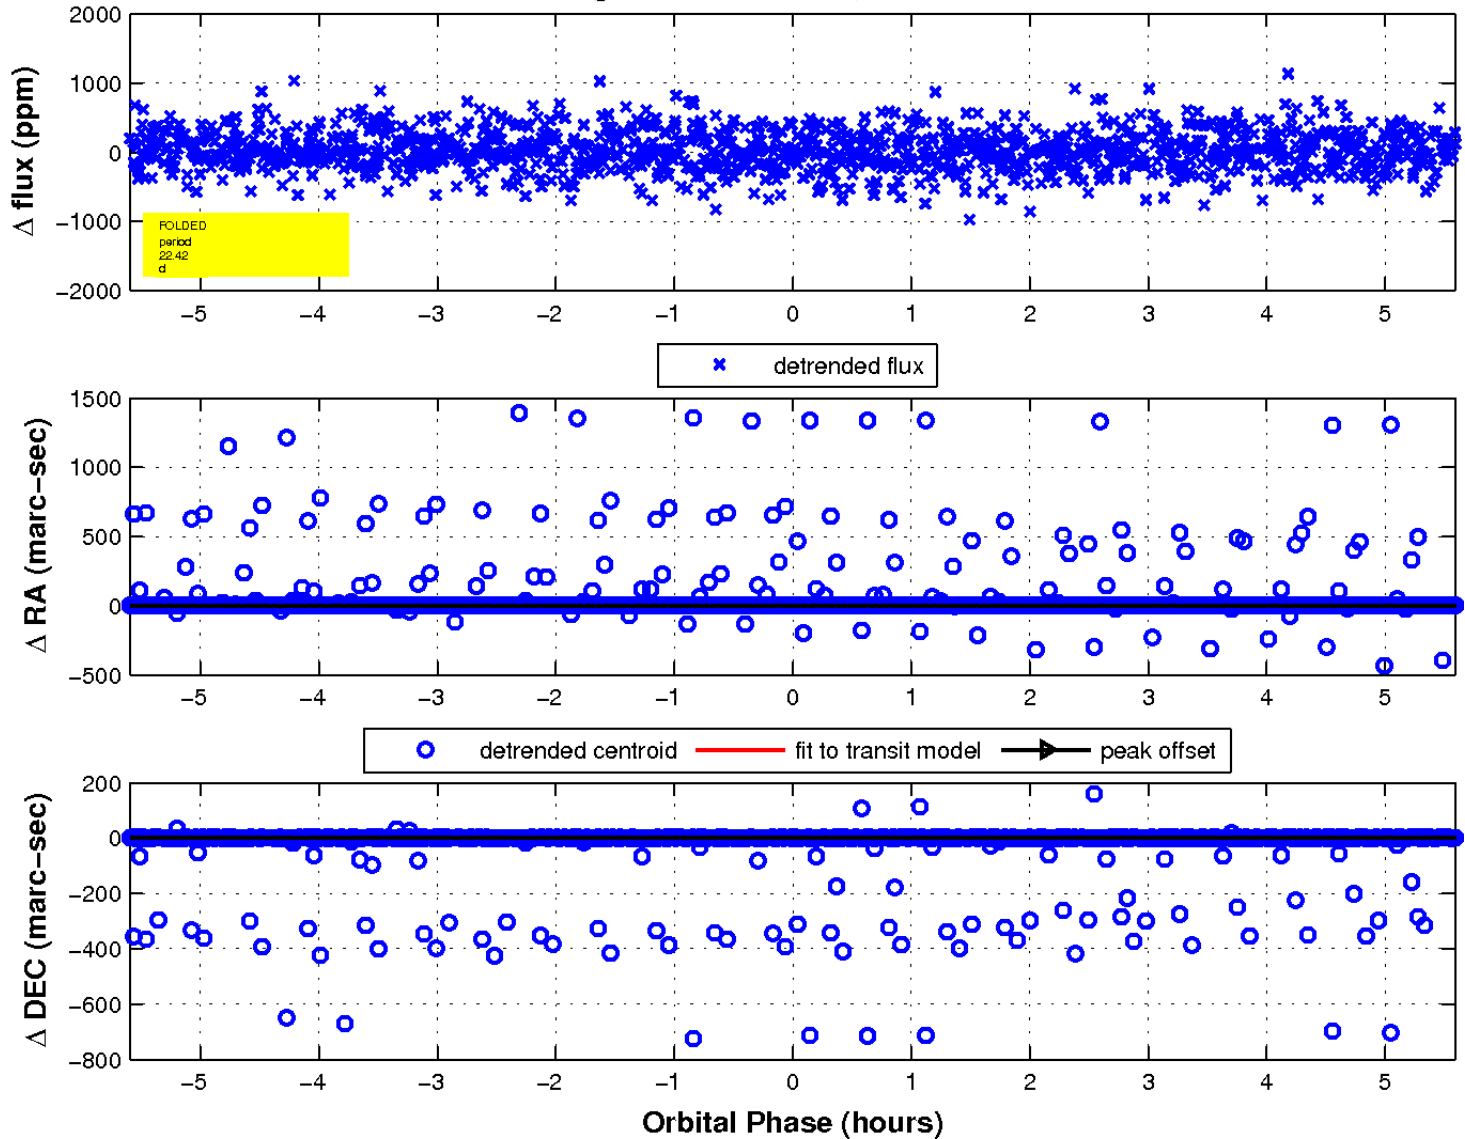 2000
1000
0
−1000
−2000
Δ flux (ppm)
FOLDED
period
22.42
d
−5 −4 −3 −2 −1 0 1 2 3 4 5
detrended flux
1500
1000
500
0
−500
Δ RA (marc−sec)
−5 −4 −3 −2 −1 0 1 2 3 4 5
detrended centroid fit to transit model peak offset
200
0
−200
−400
−600
−800
Δ DEC (marc−sec)
−5 −4 −3 −2 −1 0 1 2 3 4 5
Orbital Phase (hours)